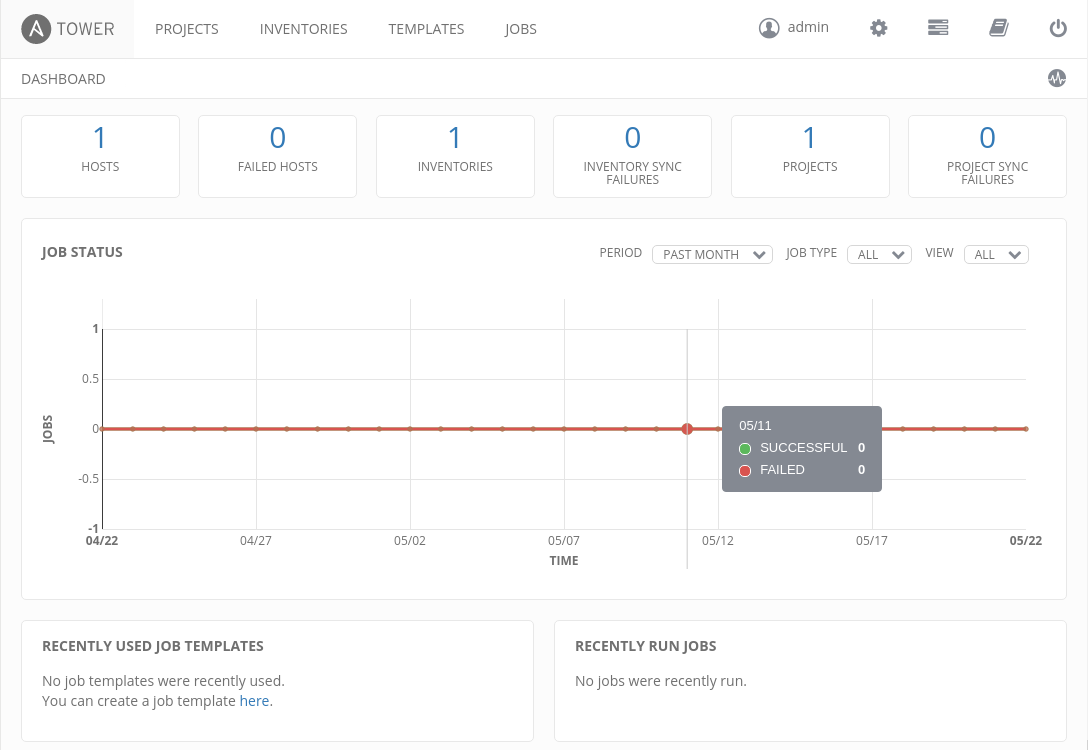 TOWER PROJECTS INVENTORIES TEMPLATES JOBS admin
DASHBOARD
1 0 1 0 1 0
HOSTS FAILED HOSTS INVENTORIES INVENTORY SYNC FAILURES PROJECTS PROJECT SYNC FAILURES
JOB STATUS PERIOD PAST MONTH JOB TYPE ALL VIEW ALL
1
0.5
0
-0.5
-1
JOBS
05/11
SUCCESSFUL 0
FAILED 0
04/22 04/27 05/02 05/07 05/12 05/17 05/22
TIME
RECENTLY USED JOB TEMPLATES
No job templates were recently used.
You can create a job template here.
RECENTLY RUN JOBS
No jobs were recently run.